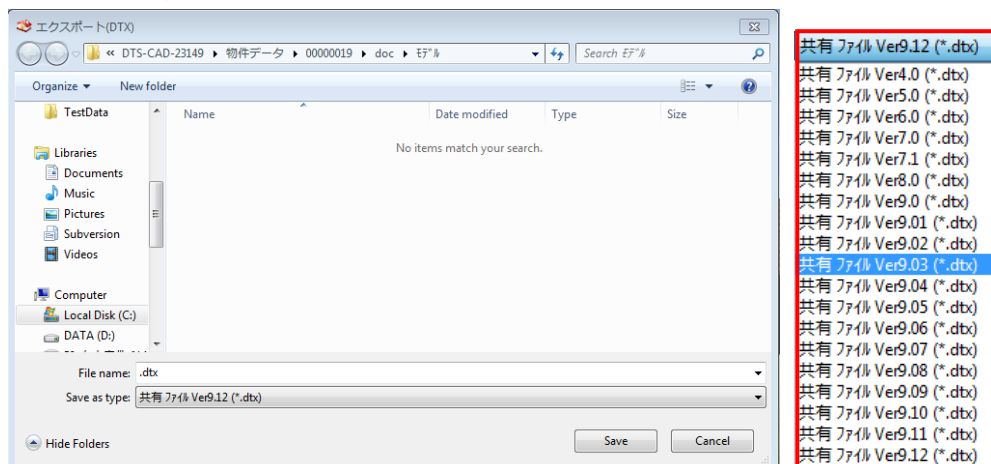 エクスポート(DTX)
« DTS-CAD-23149 ▸ 物件データ ▸ 00000019 ▸ doc ▸ ﾓﾃﾞﾙ
Search ﾓﾃﾞﾙ
Organize ▾ New folder
TestData
Libraries
Documents
Music
Pictures
Subversion
Videos
Computer
Local Disk (C:)
DATA (D:)
Name Date modified Type Size
No items match your search.
File name: .dtx
Save as type: 共有 ﾌｧｲﾙ Ver9.12 (*.dtx)
Hide Folders
Save Cancel
共有 ﾌｧｲﾙ Ver9.12 (*.dtx)
共有 ﾌｧｲﾙ Ver4.0 (*.dtx)
共有 ﾌｧｲﾙ Ver5.0 (*.dtx)
共有 ﾌｧｲﾙ Ver6.0 (*.dtx)
共有 ﾌｧｲﾙ Ver7.0 (*.dtx)
共有 ﾌｧｲﾙ Ver7.1 (*.dtx)
共有 ﾌｧｲﾙ Ver8.0 (*.dtx)
共有 ﾌｧｲﾙ Ver9.0 (*.dtx)
共有 ﾌｧｲﾙ Ver9.01 (*.dtx)
共有 ﾌｧｲﾙ Ver9.02 (*.dtx)
共有 ﾌｧｲﾙ Ver9.03 (*.dtx)
共有 ﾌｧｲﾙ Ver9.04 (*.dtx)
共有 ﾌｧｲﾙ Ver9.05 (*.dtx)
共有 ﾌｧｲﾙ Ver9.06 (*.dtx)
共有 ﾌｧｲﾙ Ver9.07 (*.dtx)
共有 ﾌｧｲﾙ Ver9.08 (*.dtx)
共有 ﾌｧｲﾙ Ver9.09 (*.dtx)
共有 ﾌｧｲﾙ Ver9.10 (*.dtx)
共有 ﾌｧｲﾙ Ver9.11 (*.dtx)
共有 ﾌｧｲﾙ Ver9.12 (*.dtx)